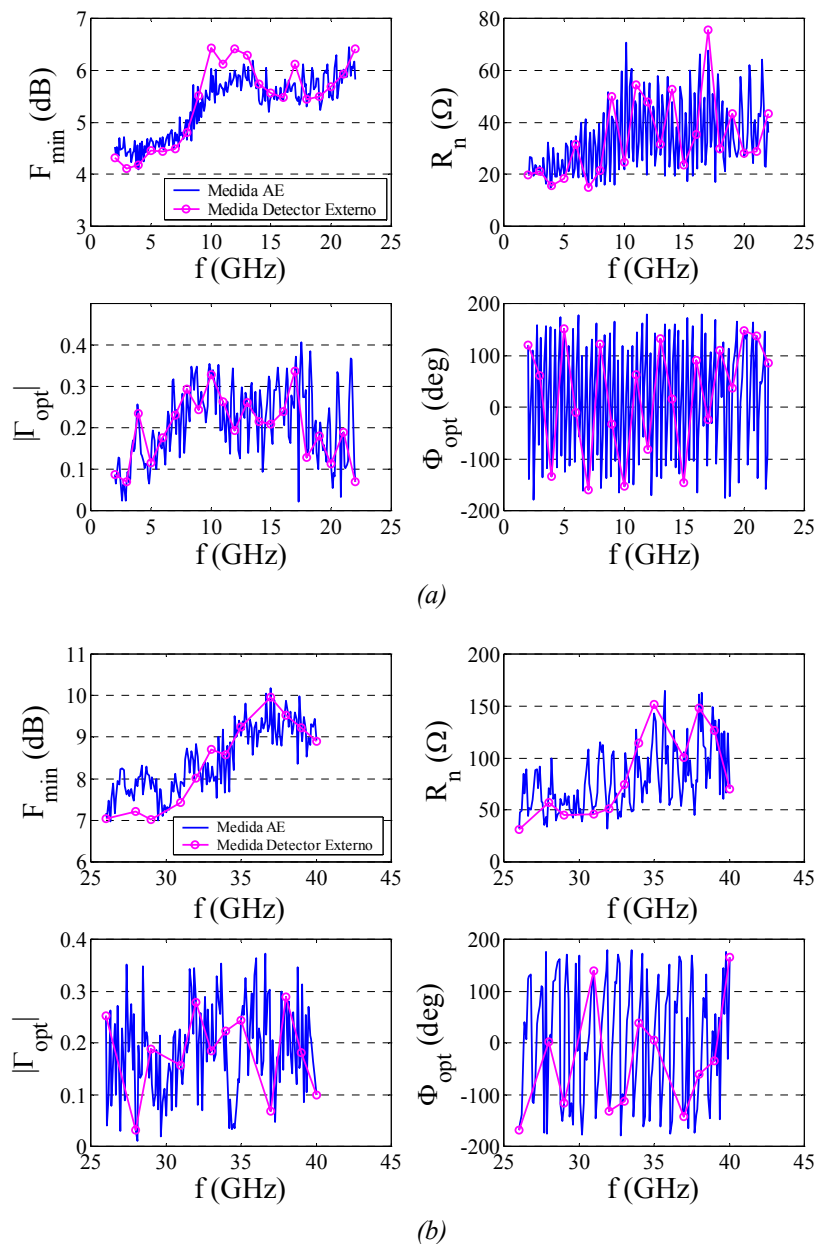 F_min (dB)
7
6
5
4
3
0 5 10 15 20 25
f (GHz)
Medida AE
Medida Detector Externo
R_n (Ω)
80
60
40
20
0
0 5 10 15 20 25
f (GHz)
|Γ_opt|
0.4
0.3
0.2
0.1
0
0 5 10 15 20 25
f (GHz)
Φ_opt (deg)
200
100
0
-100
-200
0 5 10 15 20 25
f (GHz)
(a)
F_min (dB)
11
10
9
8
7
6
25 30 35 40 45
f (GHz)
Medida AE
Medida Detector Externo
R_n (Ω)
200
150
100
50
0
25 30 35 40 45
f (GHz)
|Γ_opt|
0.4
0.3
0.2
0.1
0
25 30 35 40 45
f (GHz)
Φ_opt (deg)
200
100
0
-100
-200
25 30 35 40 45
f (GHz)
(b)